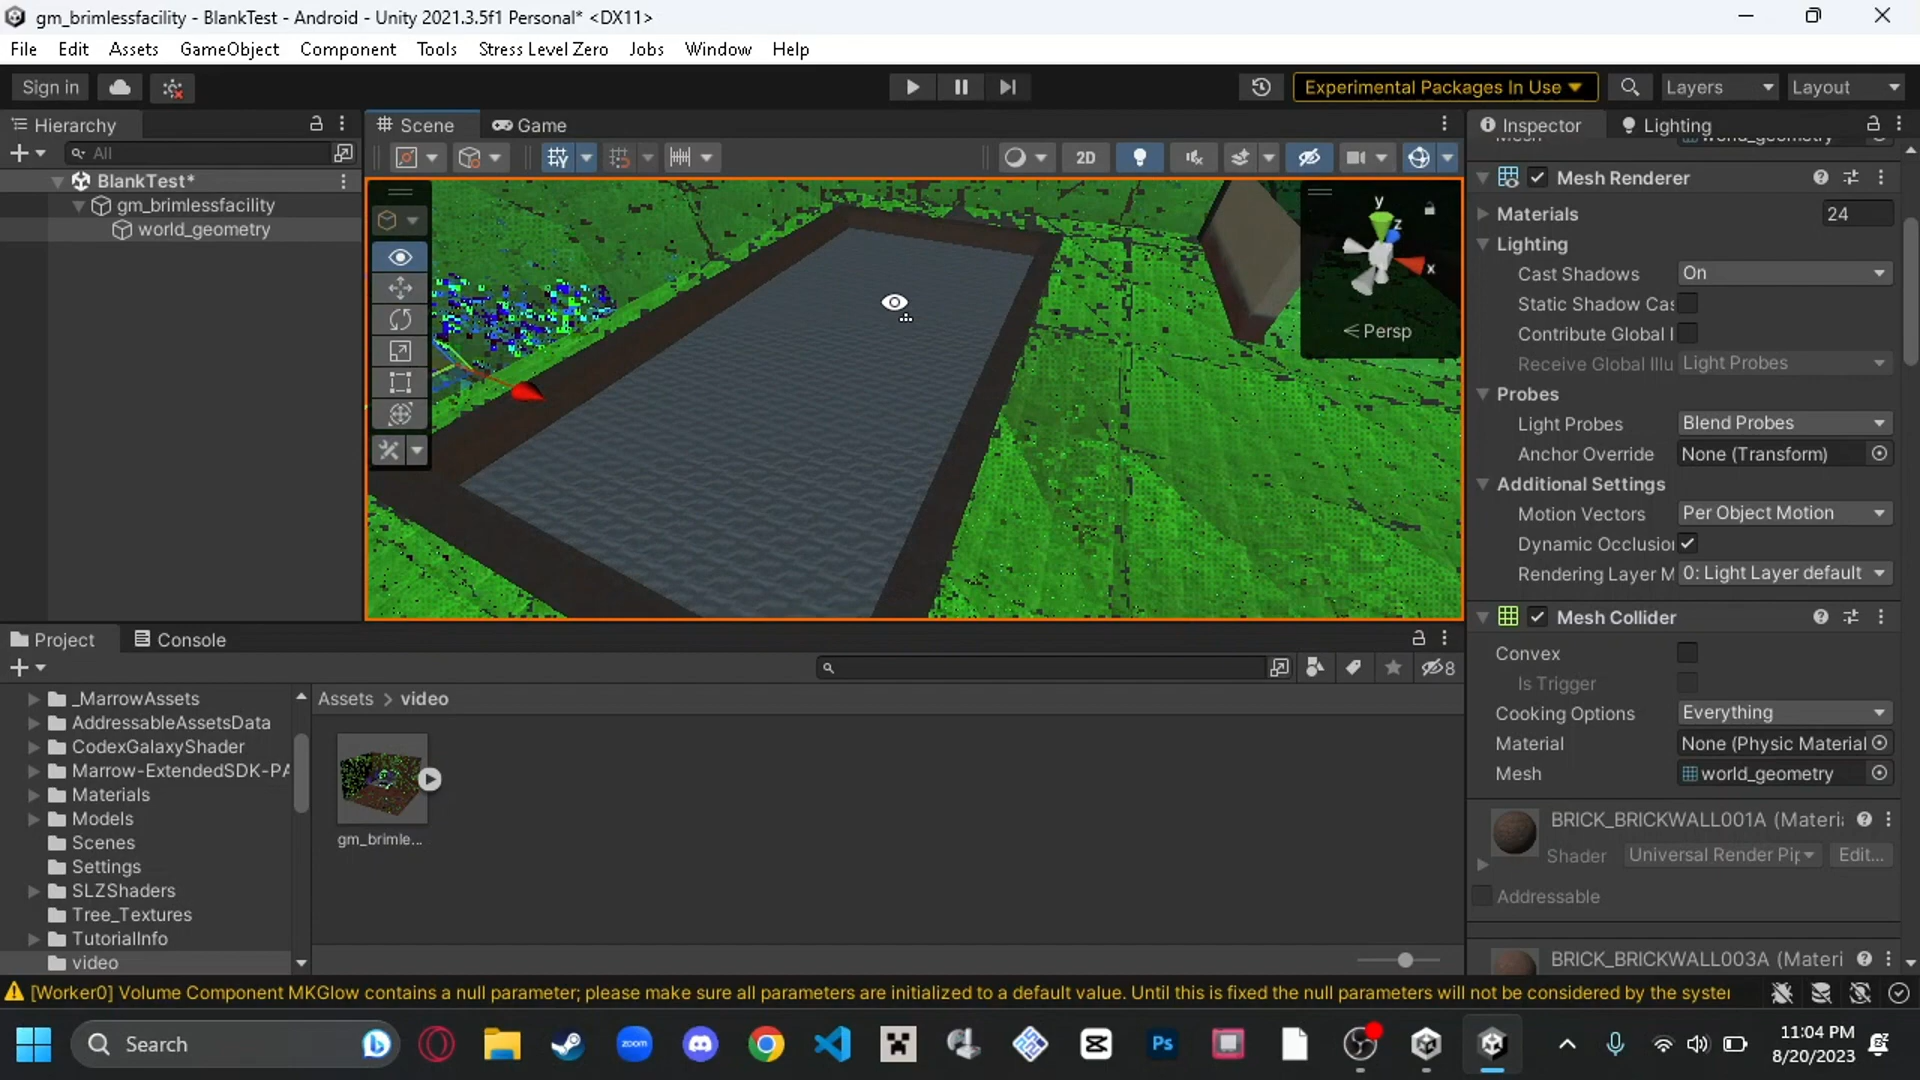 gm_brimlessfacility - BlankTest - Android - Unity 2021.3.5f1 Personal* <DX11>
File Edit Assets GameObject Component Tools Stress Level Zero Jobs Window Help
Sign in
Experimental Packages In Use
Layers
Layout
Hierarchy
Scene
Game
Inspector
Lighting
All
2D
BlankTest*
gm_brimlessfacility
world_geometry
y
z
x
Persp
Mesh Renderer
Materials 24
Lighting
Cast Shadows On
Static Shadow Cas
Contribute Global I
Receive Global Illu Light Probes
Probes
Light Probes Blend Probes
Anchor Override None (Transform)
Additional Settings
Motion Vectors Per Object Motion
Dynamic Occlusion
Rendering Layer M 0: Light Layer default
Mesh Collider
Convex
Is Trigger
Cooking Options Everything
Material None (Physic Material
Mesh world_geometry
BRICK_BRICKWALL001A (Materia
Shader Universal Render Pip Edit...
Addressable
BRICK_BRICKWALL003A (Materi
Project
Console
8
_MarrowAssets
AddressableAssetsData
CodexGalaxyShader
Marrow-ExtendedSDK-PA
Materials
Models
Scenes
Settings
SLZShaders
Tree_Textures
TutorialInfo
video
Assets > video
gm_brimle...
[Worker0] Volume Component MKGlow contains a null parameter; please make sure all parameters are initialized to a default value. Until this is fixed the null parameters will not be considered by the system
Search
zoom
Ps
11:04 PM
8/20/2023